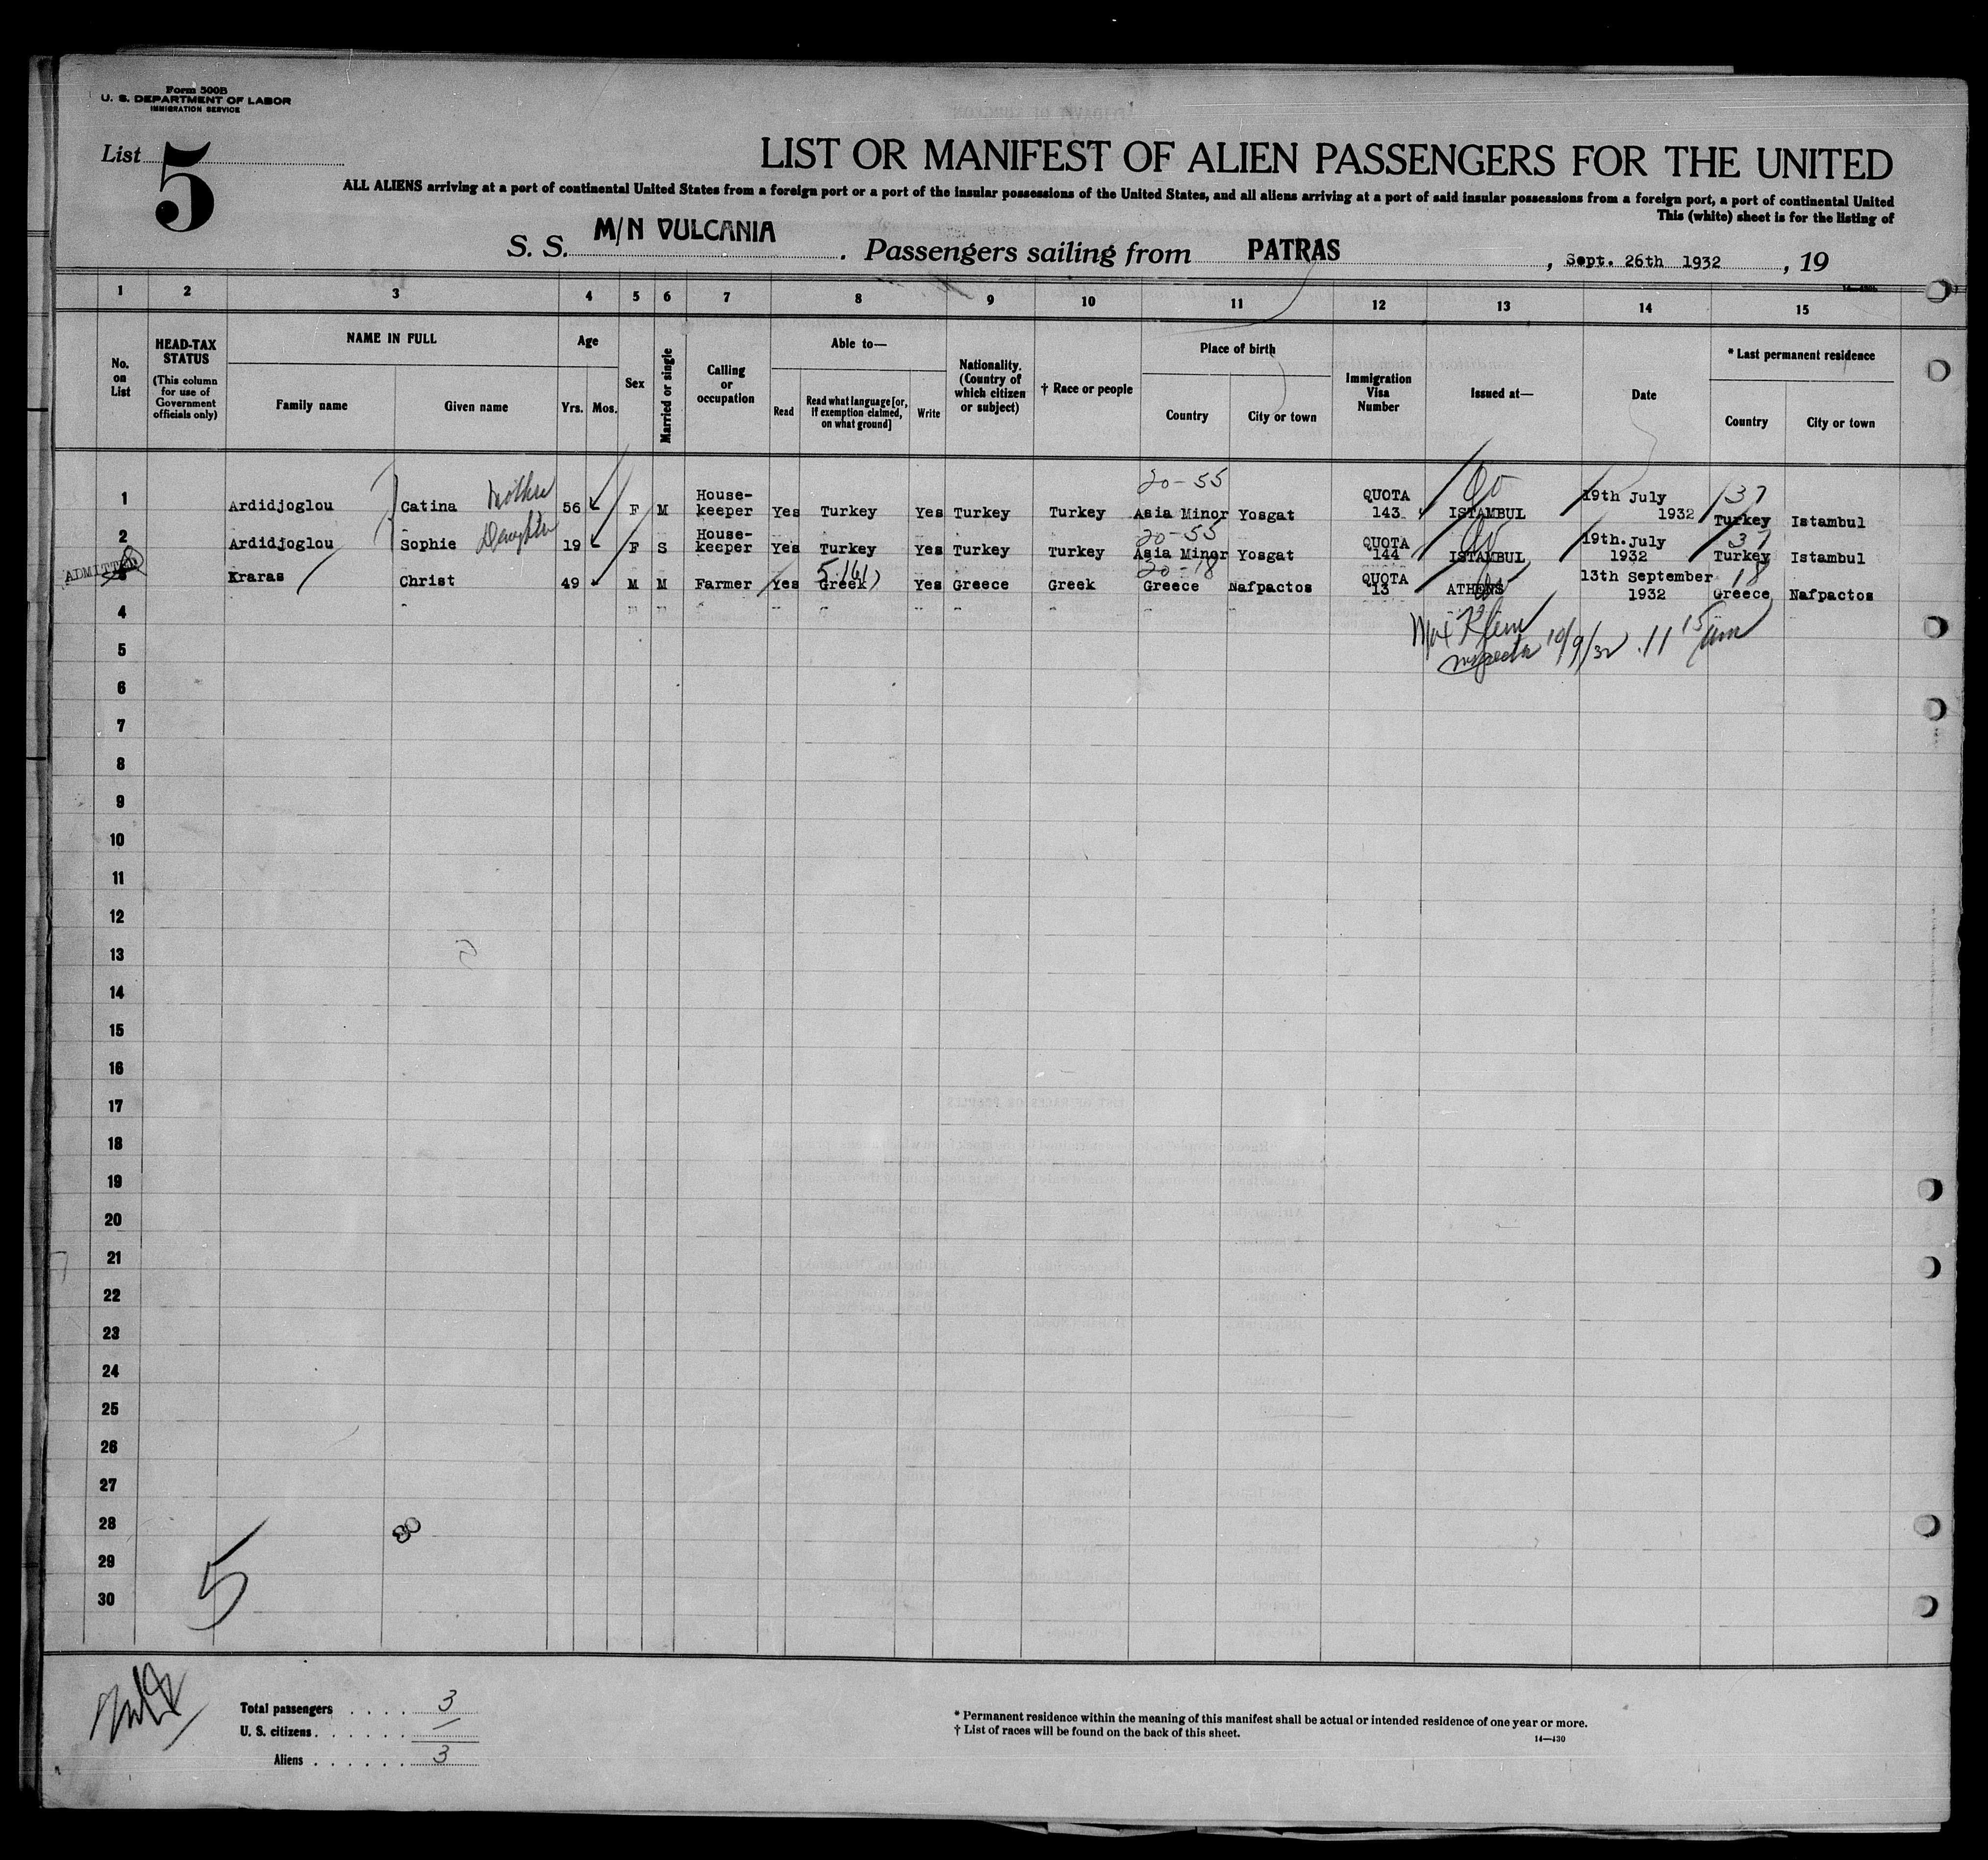 Form 500B
U. S. DEPARTMENT OF LABOR
IMMIGRATION SERVICE
List 5
LIST OR MANIFEST OF ALIEN PASSENGERS FOR THE UNITED
ALL ALIENS arriving at a port of continental United States from a foreign port or a port of the insular possessions of the United States, and all aliens arriving at a port of said insular possessions from a foreign port, a port of continental United
This (white) sheet is for the listing of
S. S. M/N VULCANIA . Passengers sailing from PATRAS , Sept. 26th 1932 , 19
1 2 3 4 5 6 7 8 9 10 11 12 13 14 15
No. on List
HEAD-TAX STATUS (This column for use of Government officials only)
NAME IN FULL
Family name Given name
Age
Yrs. Mos.
Sex
Married or single
Calling or occupation
Able to—
Read Read what language [or, if exemption claimed, on what ground] Write
Nationality. (Country of which citizen or subject)
† Race or people
Place of birth
Country City or town
Immigration Visa Number
Issued at—
Date
* Last permanent residence
Country City or town
1 Ardidjoglou Catina Mother 56 F M House-keeper Yes Turkey Yes Turkey Turkey 20-55 Asia Minor Yosgat QUOTA 143 ISTAMBUL 19th July 1932 37 Turkey Istambul
2 Ardidjoglou Sophie Daughter 19 F S House-keeper Yes Turkey Yes Turkey Turkey 20-55 Asia Minor Yosgat QUOTA 144 ISTAMBUL 19th.July 1932 37 Turkey Istambul
ADMITTED 3 Kraras Christ 49 M M Farmer Yes Greek Yes Greece Greek 20-18 Greece Nafpactos QUOTA 13 ATHENS 13th September 1932 18 Greece Nafpactos
4
5 Inspector 10/9/32 11 15 am
6
7
8
9
10
11
12
13
14
15
16
17
18
19
20
21
22
23
24
25
26
27
28
29
30
5
Total passengers . . . . 3
U. S. citizens . . . . . . —
Aliens . . . . . . 3
* Permanent residence within the meaning of this manifest shall be actual or intended residence of one year or more.
† List of races will be found on the back of this sheet.
14—430